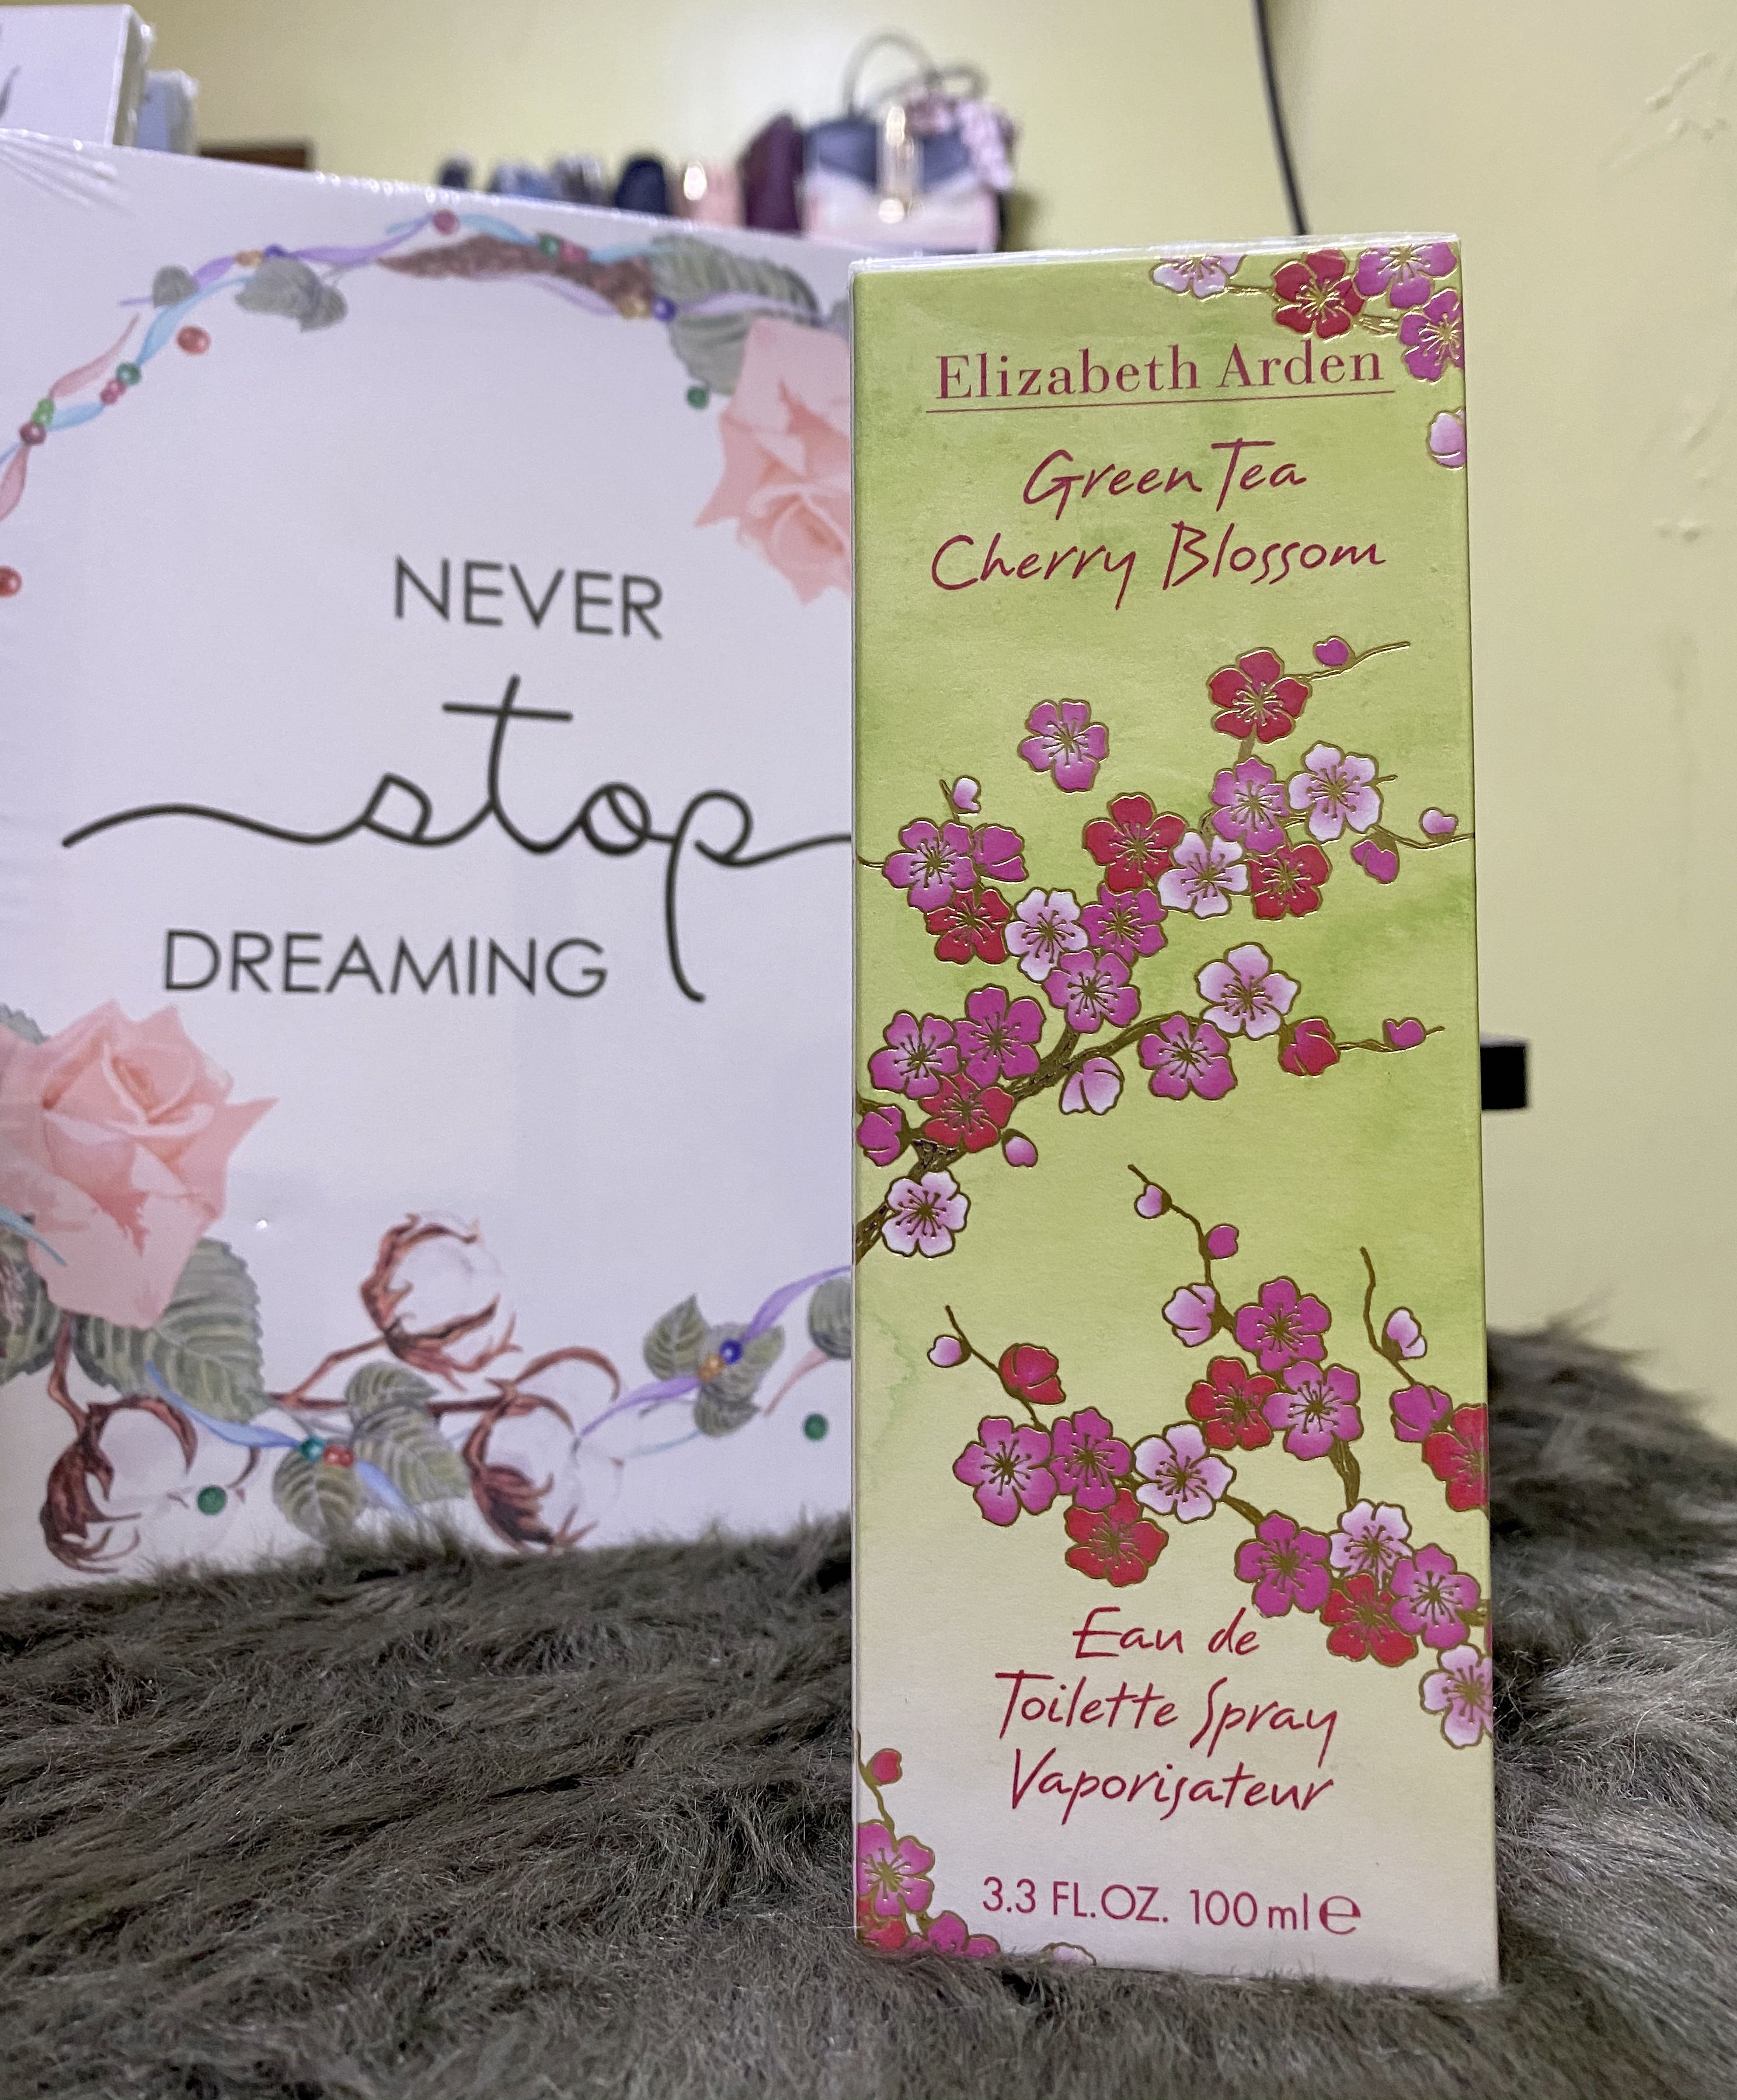 NEVER
stop
DREAMING
Elizabeth Arden
Green Tea
Cherry Blossom
Eau de
Toilette Spray
Vaporisateur
3.3 FL.OZ. 100 ml ℮